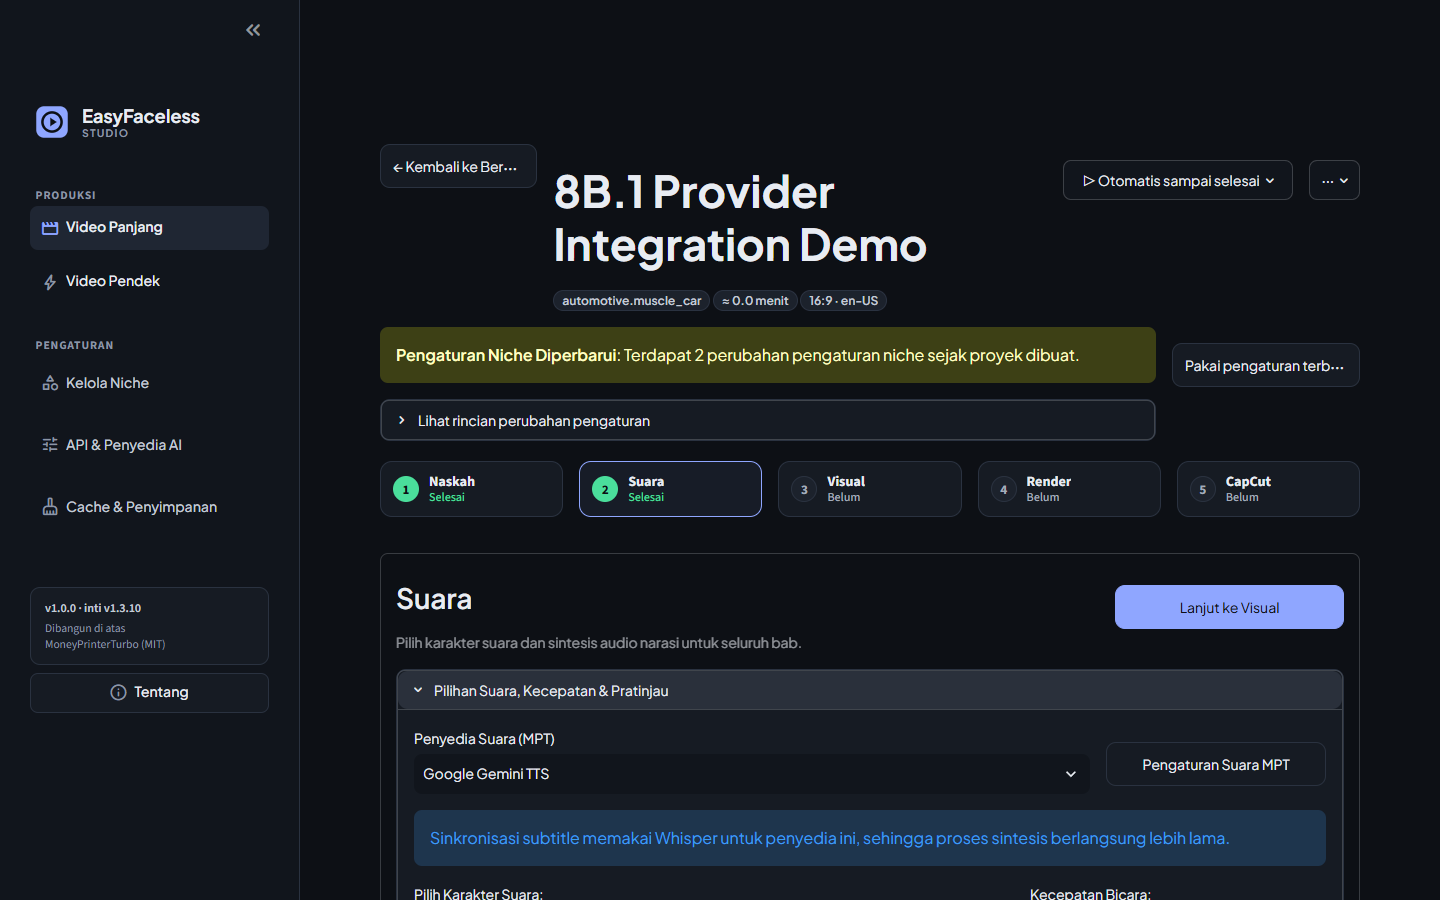 EasyFaceless
STUDIO
PRODUKSI
Video Panjang
Video Pendek
PENGATURAN
Kelola Niche
API & Penyedia AI
Cache & Penyimpanan
v1.0.0 · inti v1.3.10
Dibangun di atas
MoneyPrinterTurbo (MIT)
Tentang
← Kembali ke Ber...
8B.1 Provider
Integration Demo
automotive.muscle_car
≈ 0.0 menit
16:9 · en-US
▷ Otomatis sampai selesai
...
Pengaturan Niche Diperbarui: Terdapat 2 perubahan pengaturan niche sejak proyek dibuat.
Pakai pengaturan terb...
Lihat rincian perubahan pengaturan
1 Naskah
Selesai
2 Suara
Selesai
3 Visual
Belum
4 Render
Belum
5 CapCut
Belum
Suara
Lanjut ke Visual
Pilih karakter suara dan sintesis audio narasi untuk seluruh bab.
Pilihan Suara, Kecepatan & Pratinjau
Penyedia Suara (MPT)
Google Gemini TTS
Pengaturan Suara MPT
Sinkronisasi subtitle memakai Whisper untuk penyedia ini, sehingga proses sintesis berlangsung lebih lama.
Pilih Karakter Suara:
Kecepatan Bicara: